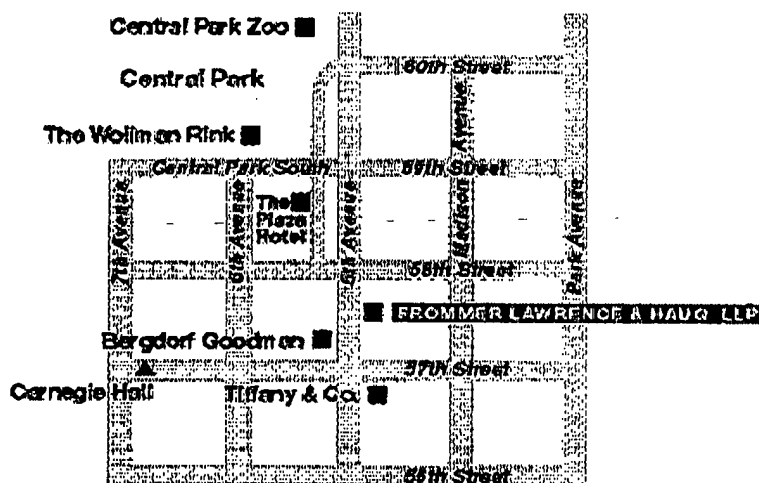 Central Park Zoo
60th Street
Central Park
Madison Avenue
The Wollman Rink
Central Park South
59th Street
7th Avenue
6th Avenue
The
Plaza
Hotel
5th Avenue
Park Avenue
58th Street
FROMMER LAWRENCE & HAUG LLP
Bergdorf Goodman
57th Street
Carnegie Hall
Tiffany & Co.
56th Street